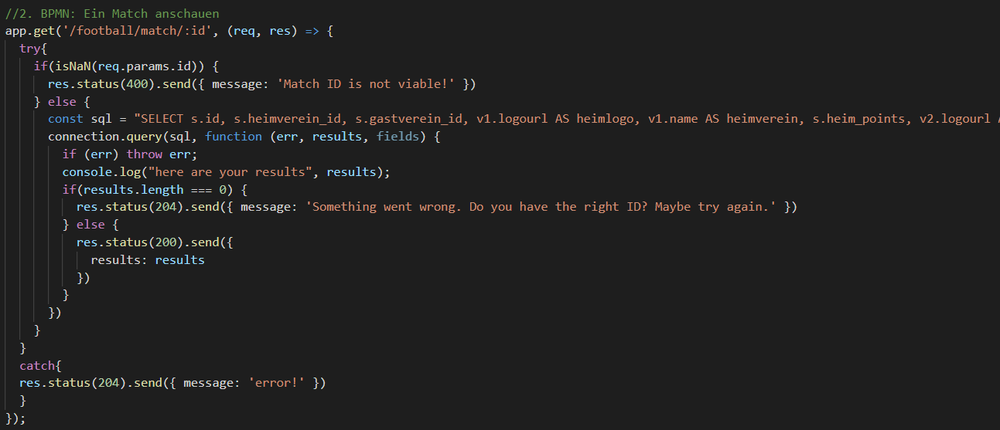 //2. BPMN: Ein Match anschauen
app.get('/football/match/:id', (req, res) => {
try{
if(isNaN(req.params.id)) {
res.status(400).send({ message: 'Match ID is not viable!' })
} else {
const sql = "SELECT s.id, s.heimverein_id, s.gastverein_id, v1.logourl AS heimlogo, v1.name AS heimverein, s.heim_points, v2.logourl
connection.query(sql, function (err, results, fields) {
if (err) throw err;
console.log("here are your results", results);
if(results.length === 0) {
res.status(204).send({ message: 'Something went wrong. Do you have the right ID? Maybe try again.' })
} else {
res.status(200).send({
results: results
})
}
})
}
}
catch{
res.status(204).send({ message: 'error!' })
}
});